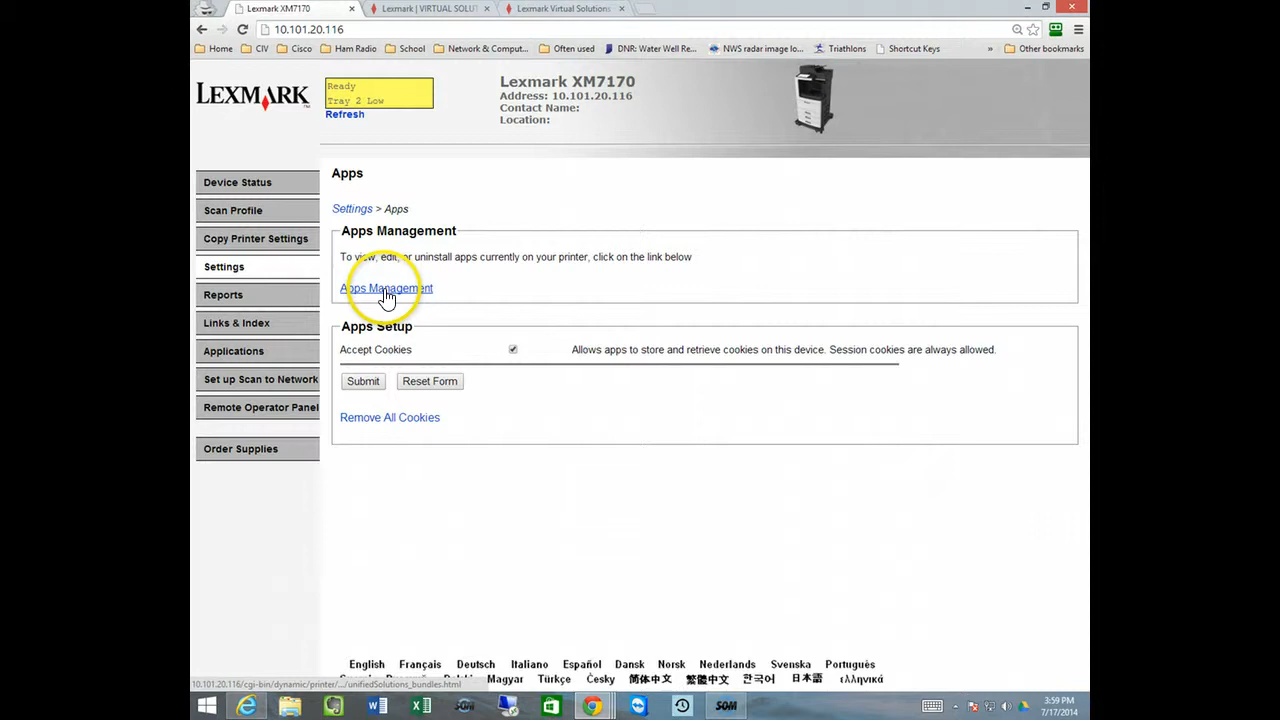 Lexmark XM7170
Lexmark | VIRTUAL SOLUT
Lexmark Virtual Solutions
10.101.20.116
Home
CIV
Cisco
Ham Radio
School
Network & Comput...
Often used
DNR: Water Well Re...
NWS radar image lo...
Triathlons
Shortcut Keys
»
Other bookmarks
LEXMARK
Ready
Tray 2 Low
Refresh
Lexmark XM7170
Address: 10.101.20.116
Contact Name:
Location:
Device Status
Scan Profile
Copy Printer Settings
Settings
Reports
Links & Index
Applications
Set up Scan to Network
Remote Operator Panel
Order Supplies
Apps
Settings > Apps
Apps Management
To view, edit, or uninstall apps currently on your printer, click on the link below
Apps Management
Apps Setup
Accept Cookies
Allows apps to store and retrieve cookies on this device. Session cookies are always allowed.
Submit
Reset Form
Remove All Cookies
English Français Deutsch Italiano Español Dansk Norsk Nederlands Svenska Português
Magyar Türkçe Česky 简体中文 繁體中文 한국어 日本語 ελληνικά
10.101.20.116/cgi-bin/dynamic/printer/.../unifiedSolutions_bundles.html
SOM
3:59 PM
7/17/2014